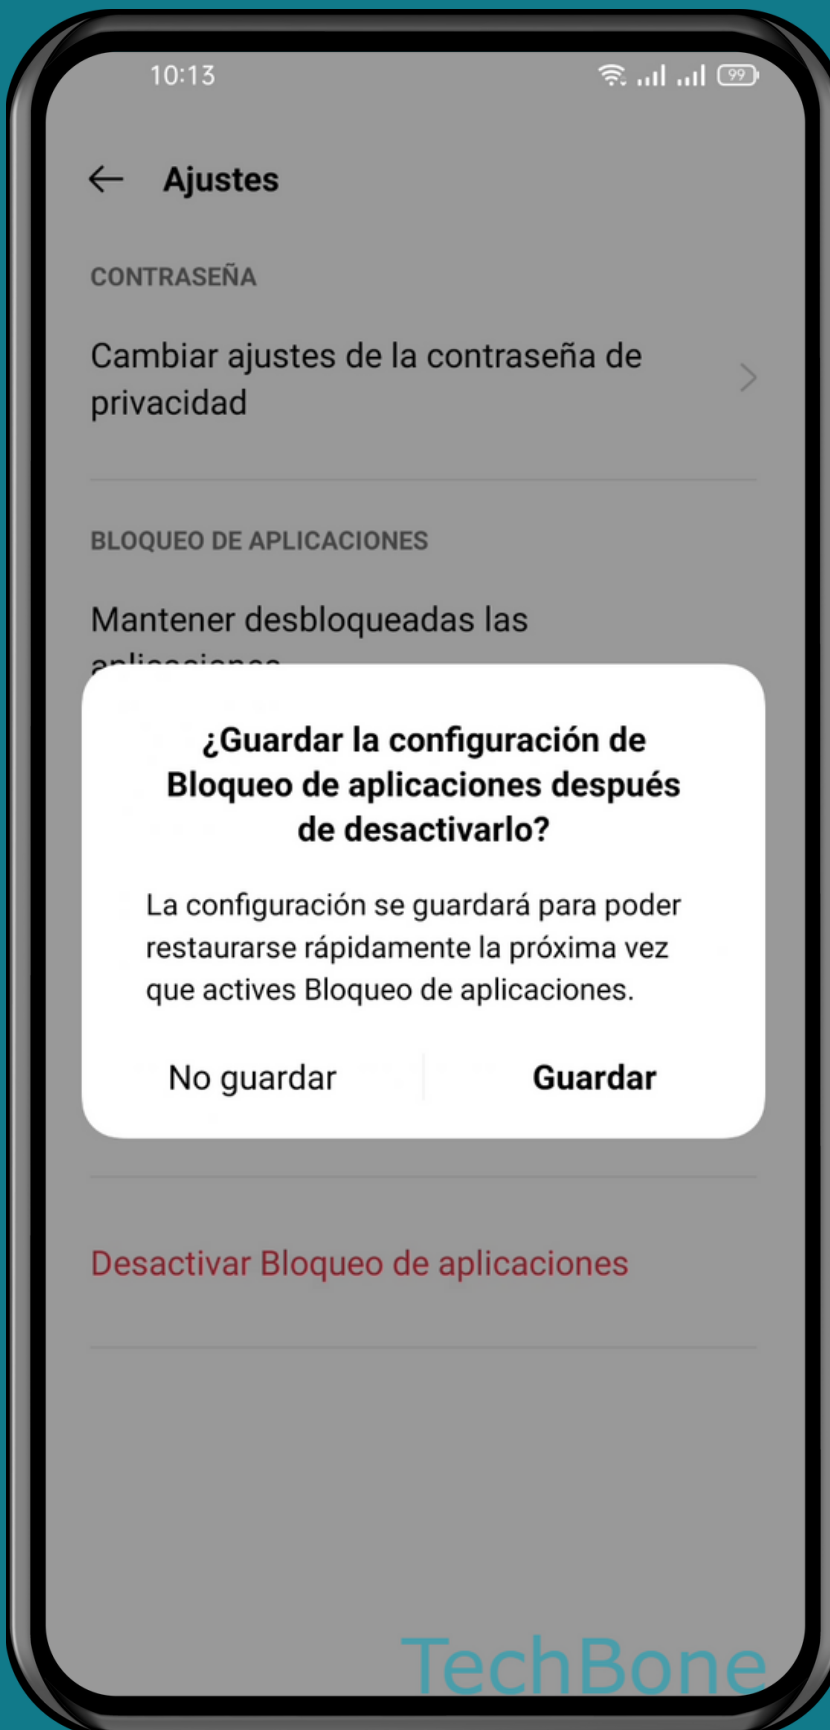 10:13
99
Ajustes
CONTRASEÑA
Cambiar ajustes de la contraseña de
privacidad
BLOQUEO DE APLICACIONES
Mantener desbloqueadas las
aplicaciones
¿Guardar la configuración de
Bloqueo de aplicaciones después
de desactivarlo?
La configuración se guardará para poder
restaurarse rápidamente la próxima vez
que actives Bloqueo de aplicaciones.
No guardar
Guardar
Desactivar Bloqueo de aplicaciones
TechBone